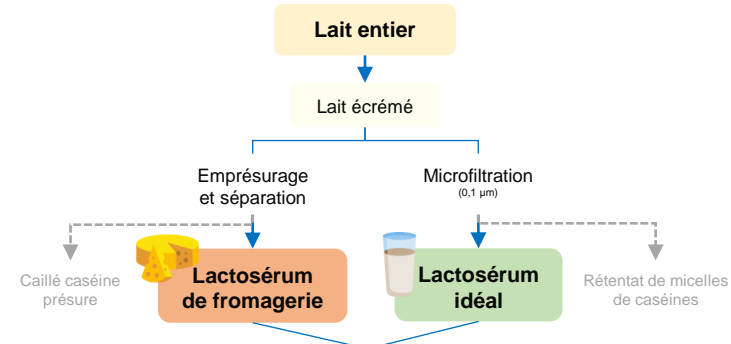 Lait entier
Lait écrémé
Emprésurage
et séparation
Microfiltration
(0,1 µm)
Caillé caséine
présure
Lactosérum
de fromagerie
Lactosérum
idéal
Rétentat de micelles
de caséines